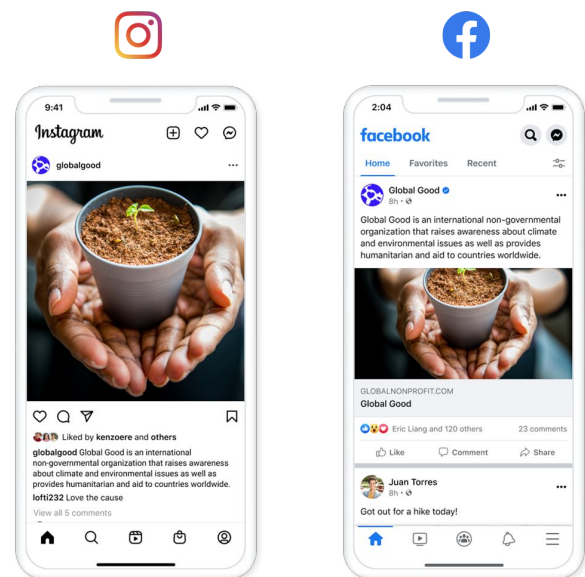 9:41
Instagram
globalgood
Liked by kenzoere and others
globalgood Global Good is an international
non-governmental organization that raises awareness
about climate and environmental issues as well as
provides humanitarian and aid to countries worldwide.
lofti232 Love the cause
View all 5 comments
2:04
facebook
Home Favorites Recent
Global Good
8h
Global Good is an international non-governmental
organization that raises awareness about climate
and environmental issues as well as provides
humanitarian and aid to countries worldwide.
GLOBALNONPROFIT.COM
Global Good
Eric Liang and 120 others 23 comments
Like Comment Share
Juan Torres
8h
Got out for a hike today!